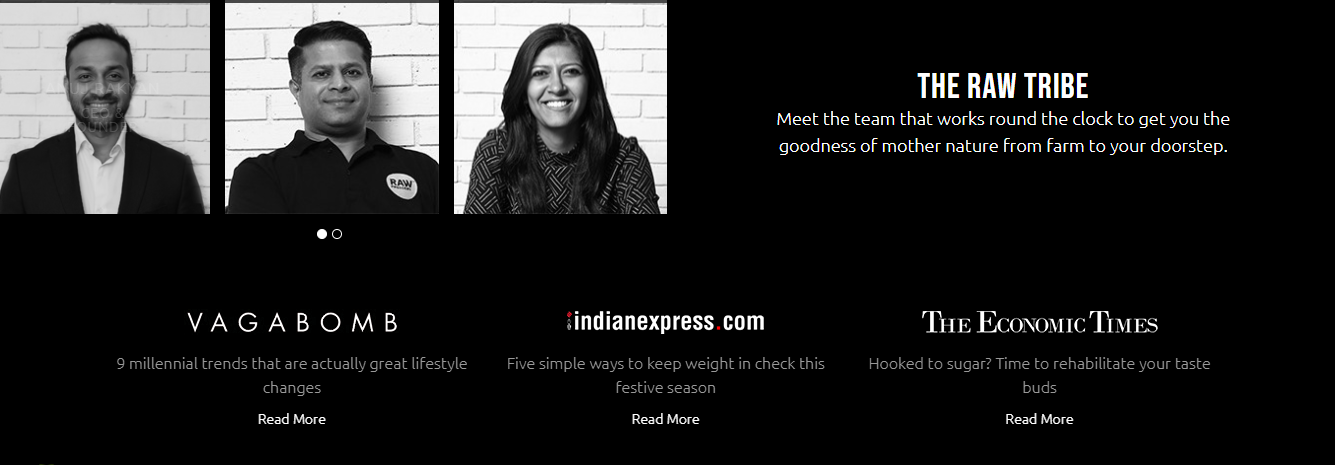 THE RAW TRIBE
Meet the team that works round the clock to get you the
goodness of mother nature from farm to your doorstep.
RAW
VAGABOMB
indianexpress.com
THE ECONOMIC TIMES
9 millennial trends that are actually great lifestyle
changes
Read More
Five simple ways to keep weight in check this
festive season
Read More
Hooked to sugar? Time to rehabilitate your taste
buds
Read More